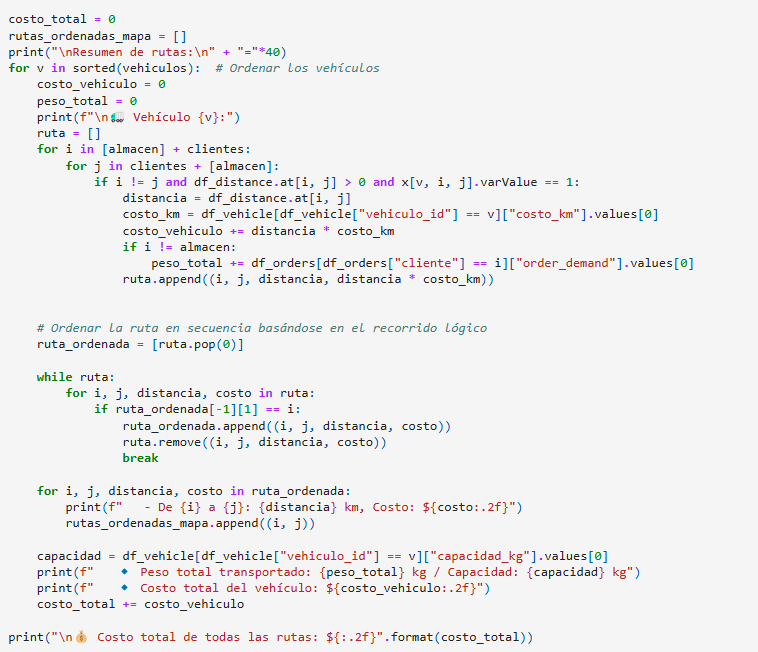 costo_total = 0
rutas_ordenadas_mapa = []
print("\nResumen de rutas:\n" + "="*40)
for v in sorted(vehiculos):  # Ordenar los vehículos
    costo_vehiculo = 0
    peso_total = 0
    print(f"\n🚛 Vehículo {v}:")
    ruta = []
    for i in [almacen] + clientes:
        for j in clientes + [almacen]:
            if i != j and df_distance.at[i, j] > 0 and x[v, i, j].varValue == 1:
                distancia = df_distance.at[i, j]
                costo_km = df_vehicle[df_vehicle["vehiculo_id"] == v]["costo_km"].values[0]
                costo_vehiculo += distancia * costo_km
                if i != almacen:
                    peso_total += df_orders[df_orders["cliente"] == i]["order_demand"].values[0]
                ruta.append((i, j, distancia, distancia * costo_km))
    # Ordenar la ruta en secuencia basándose en el recorrido lógico
    ruta_ordenada = [ruta.pop(0)]
    while ruta:
        for i, j, distancia, costo in ruta:
            if ruta_ordenada[-1][1] == i:
                ruta_ordenada.append((i, j, distancia, costo))
                ruta.remove((i, j, distancia, costo))
                break
    for i, j, distancia, costo in ruta_ordenada:
        print(f"   - De {i} a {j}: {distancia} km, Costo: ${costo:.2f}")
        rutas_ordenadas_mapa.append((i, j))
    capacidad = df_vehicle[df_vehicle["vehiculo_id"] == v]["capacidad_kg"].values[0]
    print(f"   🔹 Peso total transportado: {peso_total} kg / Capacidad: {capacidad} kg")
    print(f"   🔹 Costo total del vehículo: ${costo_vehiculo:.2f}")
    costo_total += costo_vehiculo
print("\n💰 Costo total de todas las rutas: ${:.2f}".format(costo_total))